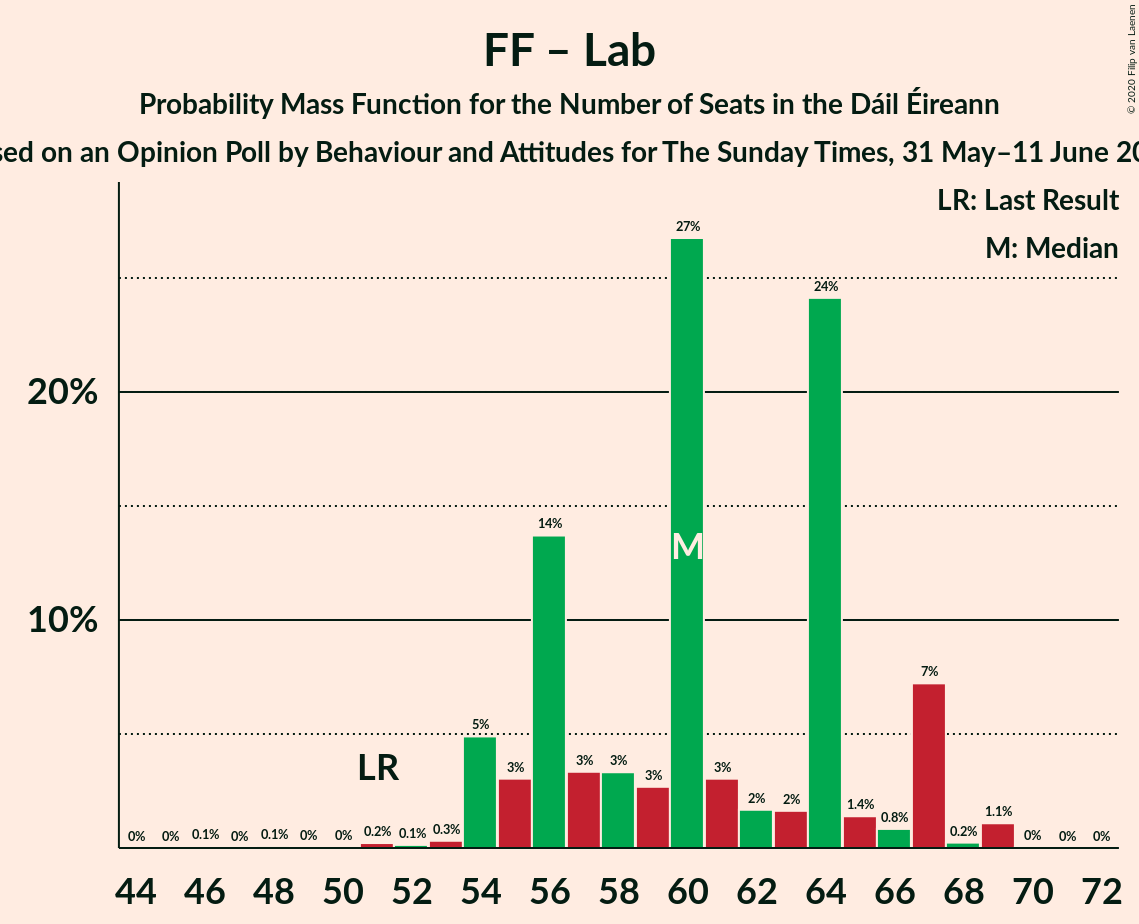 FF – Lab
Probability Mass Function for the Number of Seats in the Dáil Éireann
on an Opinion Poll by Behaviour and Attitudes for The Sunday Times, 31 May–11 June
© 2020 Filip van Laenen
LR: Last Result
M: Median
27%
24%
20%
14%
M
10%
7%
5%
LR
3% 3% 3% 3% 3% 2% 2% 1.4% 0.8% 1.1%
0% 0% 0.1% 0% 0.1% 0% 0% 0.2% 0.1% 0.3% 0.2% 0% 0% 0%
44 46 48 50 52 54 56 58 60 62 64 66 68 70 72